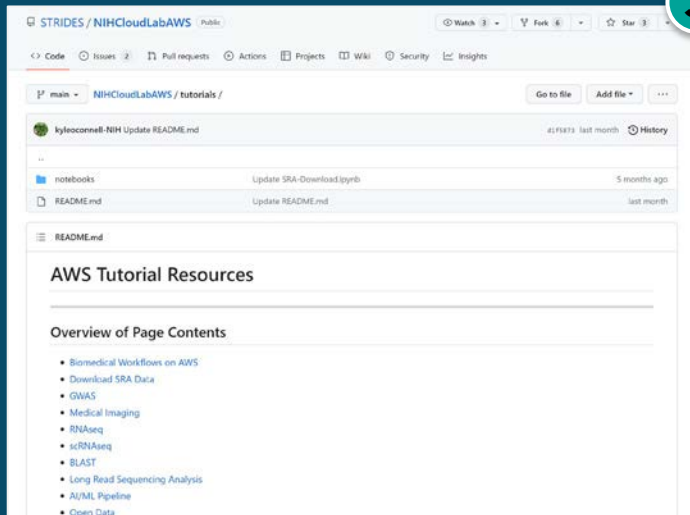 STRIDES / NIHCloudLabAWS Public
Watch 3 Fork 6 Star 3
Code Issues 2 Pull requests Actions Projects Wiki Security Insights
main NIHCloudLabAWS / tutorials / Go to file Add file ...
kyleoconnell-NIH Update README.md last month History
..
notebooks Update SRA-Download.ipynb 5 months ago
README.md Update README.md last month
README.md
AWS Tutorial Resources
Overview of Page Contents
• Biomedical Workflows on AWS
• Download SRA Data
• GWAS
• Medical Imaging
• RNAseq
• scRNAseq
• BLAST
• Long Read Sequencing Analysis
• AI/ML Pipeline
• Open Data